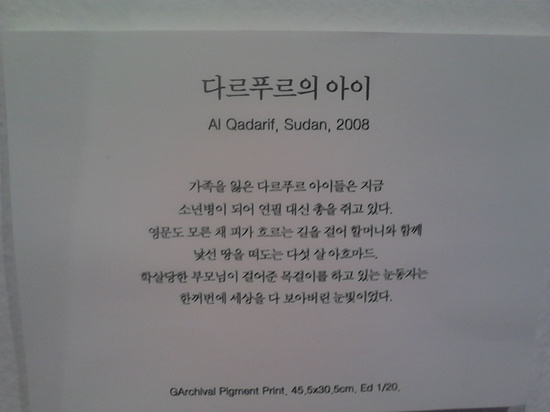 다르푸르의 아이
Al Qadarif, Sudan, 2008
가족을 잃은 다르푸르 아이들은 지금
소년병이 되어 연필 대신 총을 쥐고 있다.
영문도 모른 채 피가 흐르는 길을 걸어 할머니와 함께
낯선 땅을 떠도는 다섯 살 아흐마드.
학살당한 부모님이 걸어준 목걸이를 하고 있는 눈동자는
한꺼번에 세상을 다 보아버린 눈빛이었다.
GArchival Pigment Print, 45.5x30.5cm, Ed 1/20.